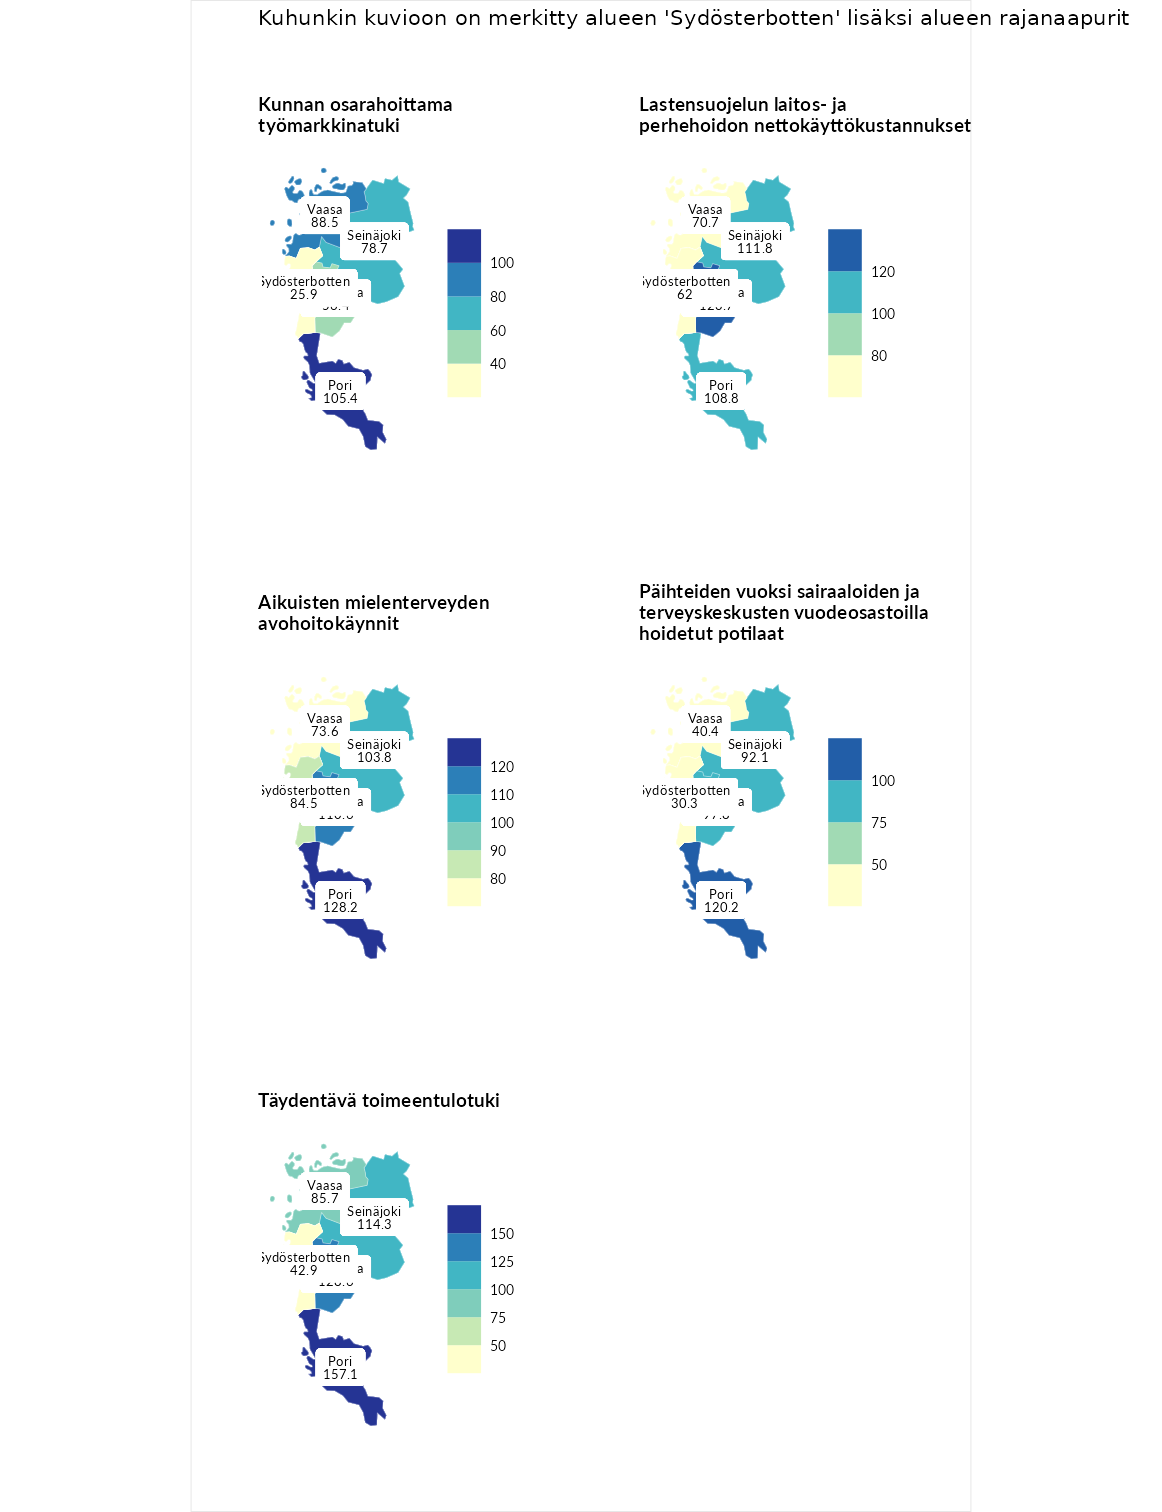 Kuhunkin kuvioon on merkitty alueen 'Sydösterbotten' lisäksi alueen rajanaapurit
Kunnan osarahoittama
työmarkkinatuki
Vaasa
88.5
Seinäjoki
78.7
Sydösterbotten
25.9
a
Pori
105.4
100
80
60
40
Lastensuojelun laitos- ja
perhehoidon nettokäyttökustannukset
Vaasa
70.7
Seinäjoki
111.8
Sydösterbotten
62
a
Pori
108.8
120
100
80
Aikuisten mielenterveyden
avohoitokäynnit
Vaasa
73.6
Seinäjoki
103.8
Sydösterbotten
84.5
a
Pori
128.2
120
110
100
90
80
Päihteiden vuoksi sairaaloiden ja
terveyskeskusten vuodeosastoilla
hoidetut potilaat
Vaasa
40.4
Seinäjoki
92.1
Sydösterbotten
30.3
a
Pori
120.2
100
75
50
Täydentävä toimeentulotuki
Vaasa
85.7
Seinäjoki
114.3
Sydösterbotten
42.9
a
Pori
157.1
150
125
100
75
50